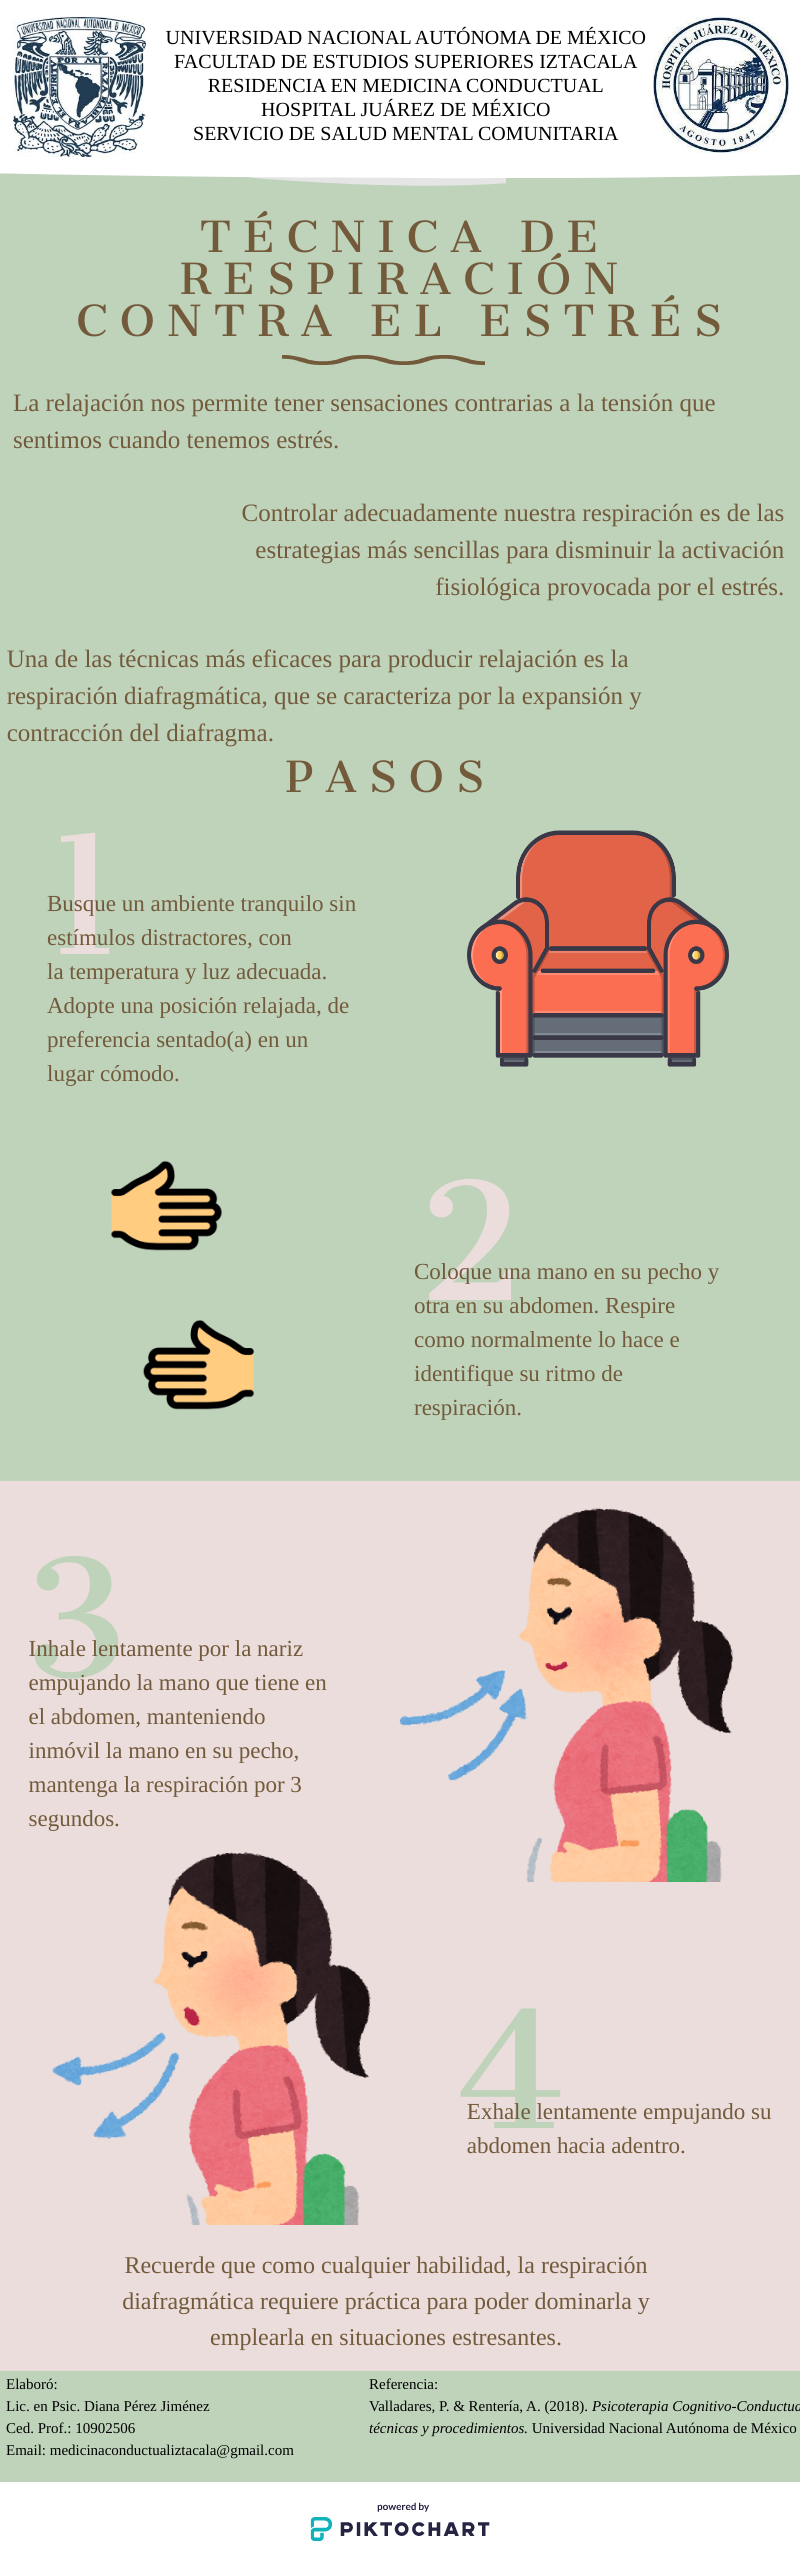 UNIVERSIDAD NACIONAL AUTÓNOMA DE MÉXICO
FACULTAD DE ESTUDIOS SUPERIORES IZTACALA
RESIDENCIA EN MEDICINA CONDUCTUAL
HOSPITAL JUÁREZ DE MÉXICO
SERVICIO DE SALUD MENTAL COMUNITARIA
UNIVERSIDAD NACIONAL AUTÓNOMA DE MÉXICO
HOSPITAL JUÁREZ DE MÉXICO
AGOSTO 1847
TÉCNICA DE
RESPIRACIÓN
CONTRA EL ESTRÉS
La relajación nos permite tener sensaciones contrarias a la tensión que
sentimos cuando tenemos estrés.
Controlar adecuadamente nuestra respiración es de las
estrategias más sencillas para disminuir la activación
fisiológica provocada por el estrés.
Una de las técnicas más eficaces para producir relajación es la
respiración diafragmática, que se caracteriza por la expansión y
contracción del diafragma.
PASOS
1
Busque un ambiente tranquilo sin
estímulos distractores, con
la temperatura y luz adecuada.
Adopte una posición relajada, de
preferencia sentado(a) en un
lugar cómodo.
2
Coloque una mano en su pecho y
otra en su abdomen. Respire
como normalmente lo hace e
identifique su ritmo de
respiración.
3
Inhale lentamente por la nariz
empujando la mano que tiene en
el abdomen, manteniendo
inmóvil la mano en su pecho,
mantenga la respiración por 3
segundos.
4
Exhale lentamente empujando su
abdomen hacia adentro.
Recuerde que como cualquier habilidad, la respiración
diafragmática requiere práctica para poder dominarla y
emplearla en situaciones estresantes.
Elaboró:
Lic. en Psic. Diana Pérez Jiménez
Ced. Prof.: 10902506
Email: medicinaconductualiztacala@gmail.com
Referencia:
Valladares, P. & Rentería, A. (2018). Psicoterapia Cognitivo-Conductua
técnicas y procedimientos. Universidad Nacional Autónoma de México
powered by
PIKTOCHART